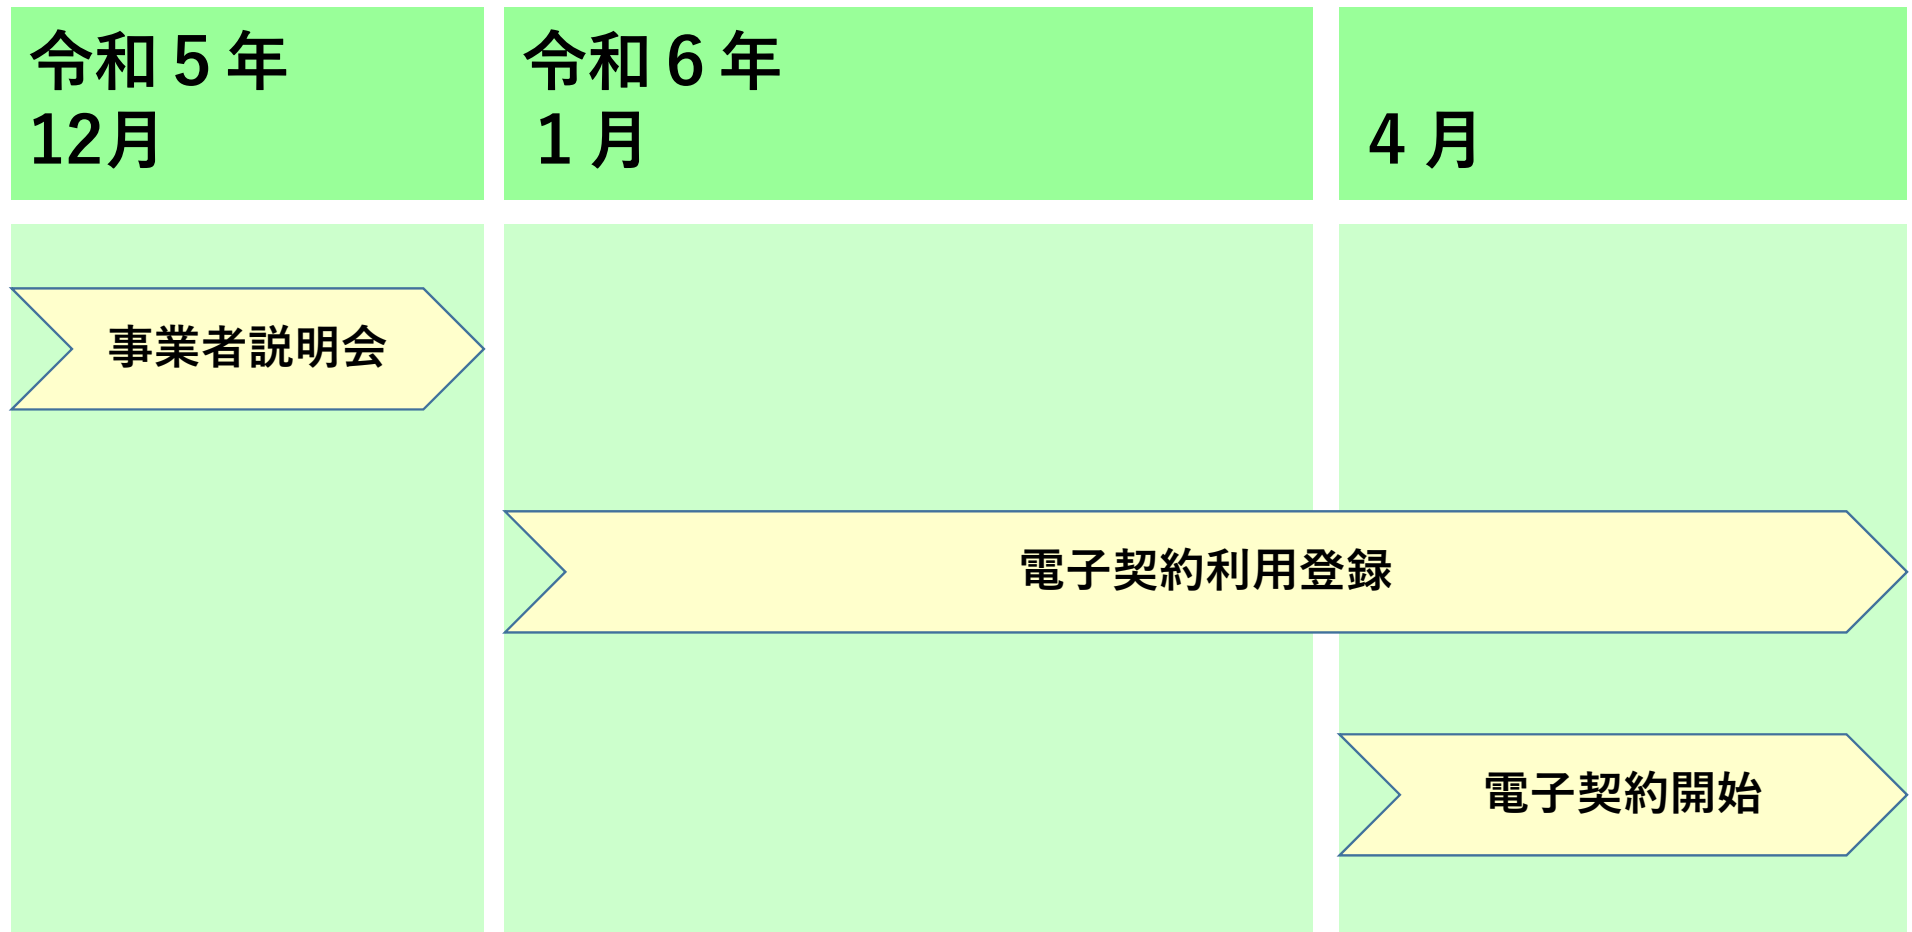 令和５年
12月
令和６年
１月
４月
事業者説明会
電子契約利用登録
電子契約開始